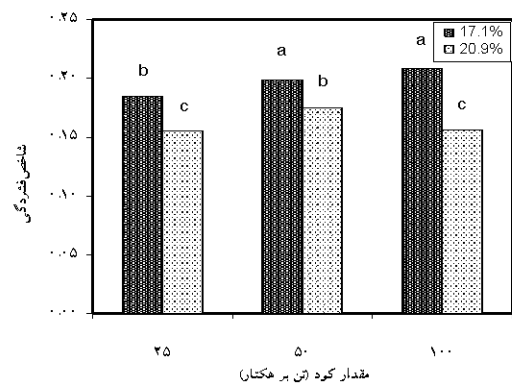 ۰.۲۵
۰.۲۰
۰.۱۵
۰.۱۰
۰.۰۵
۰.۰۰
شاخص فشردگی
17.1%
20.9%
b
c
a
b
a
c
۲۵
۵۰
۱۰۰
مقدار کود (تن بر هکتار)